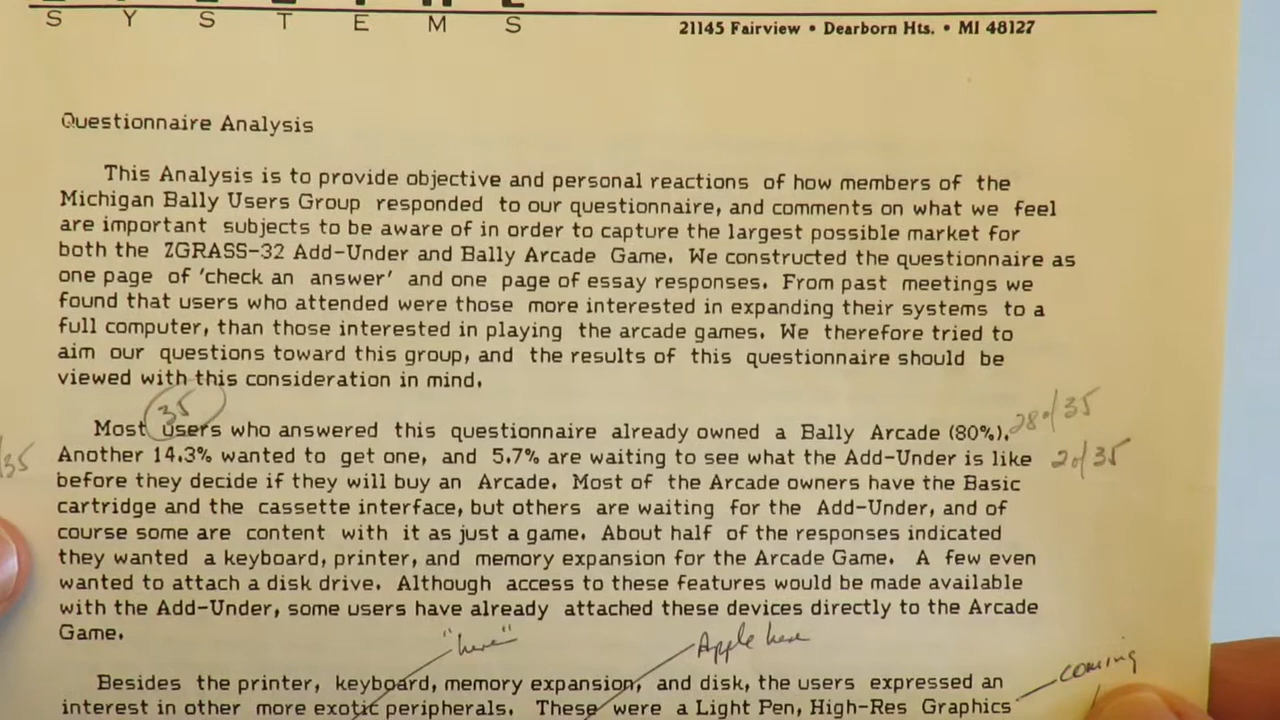 S Y S T E M S
21145 Fairview • Dearborn Hts. • MI 48127
Questionnaire Analysis
This Analysis is to provide objective and personal reactions of how members of the
Michigan Bally Users Group responded to our questionnaire, and comments on what we feel
are important subjects to be aware of in order to capture the largest possible market for
both the ZGRASS-32 Add-Under and Bally Arcade Game. We constructed the questionnaire as
one page of 'check an answer' and one page of essay responses. From past meetings we
found that users who attended were those more interested in expanding their systems to a
full computer, than those interested in playing the arcade games. We therefore tried to
aim our questions toward this group, and the results of this questionnaire should be
viewed with this consideration in mind.
35
Most users who answered this questionnaire already owned a Bally Arcade (80%). 28 of 35
/35 Another 14.3% wanted to get one, and 5.7% are waiting to see what the Add-Under is like 2 of 35
before they decide if they will buy an Arcade. Most of the Arcade owners have the Basic
cartridge and the cassette interface, but others are waiting for the Add-Under, and of
course some are content with it as just a game. About half of the responses indicated
they wanted a keyboard, printer, and memory expansion for the Arcade Game. A few even
wanted to attach a disk drive. Although access to these features would be made available
with the Add-Under, some users have already attached these devices directly to the Arcade
Game.
"here" Apple here coming
Besides the printer, keyboard, memory expansion, and disk, the users expressed an
interest in other more exotic peripherals. These were a Light Pen, High-Res Graphics